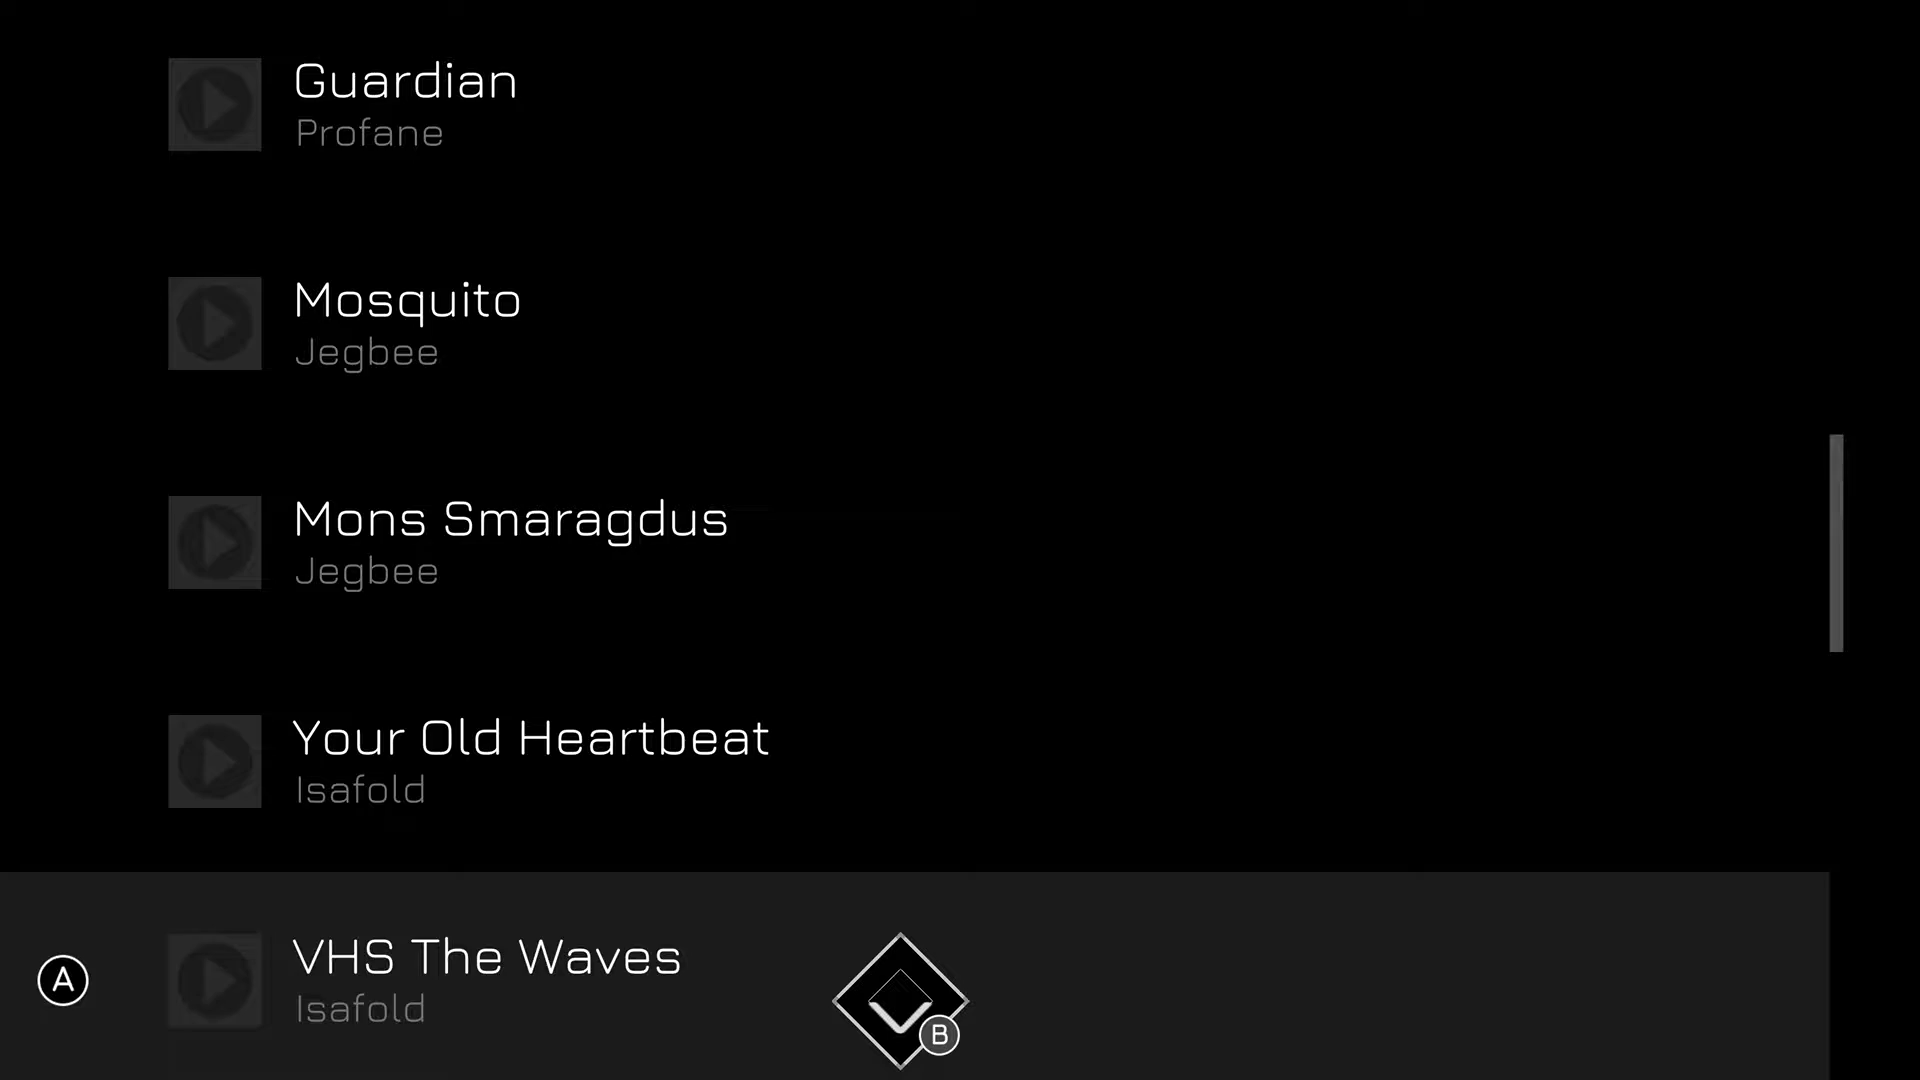 Guardian
Profane
Mosquito
Jegbee
Mons Smaragdus
Jegbee
Your Old Heartbeat
Isafold
A
VHS The Waves
Isafold
B